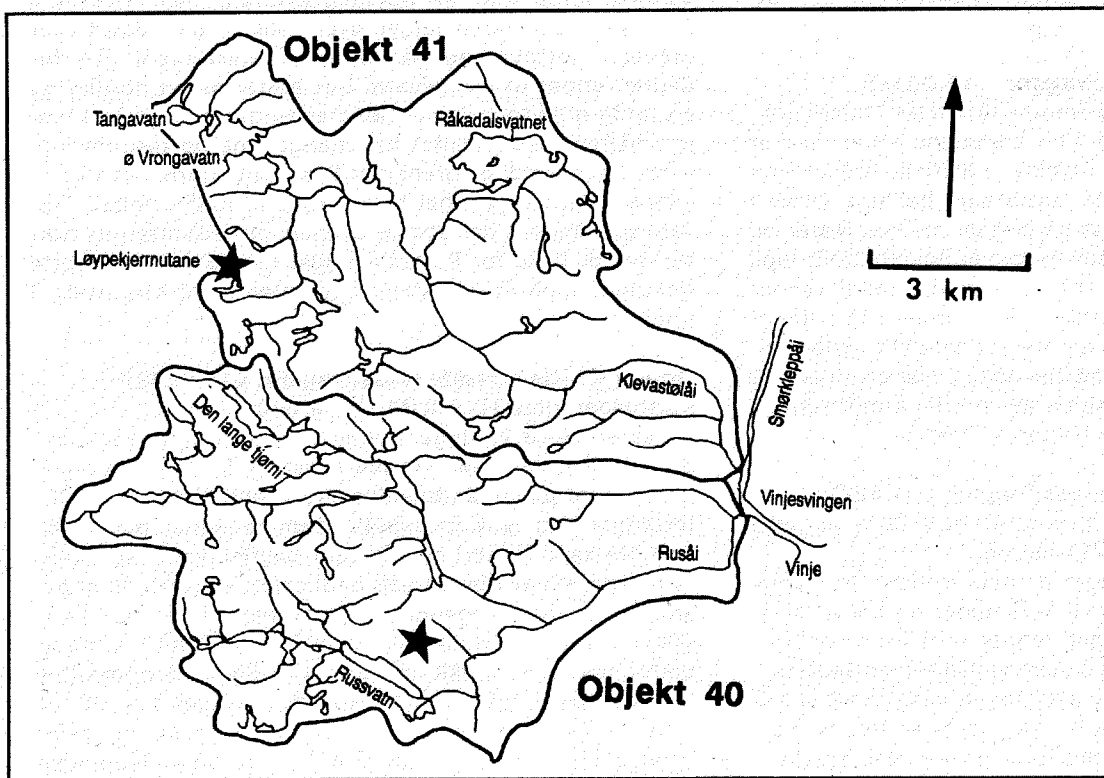 Objekt 41
Tangavatn
Råkadalsvatnet
ø Vrongavatn
Løypekjerrnutane
3 km
Smørkleppåi
Klevastølåi
Den lange tjørni
Vinjesvingen
Rusåi
Vinje
Russvatn
Objekt 40